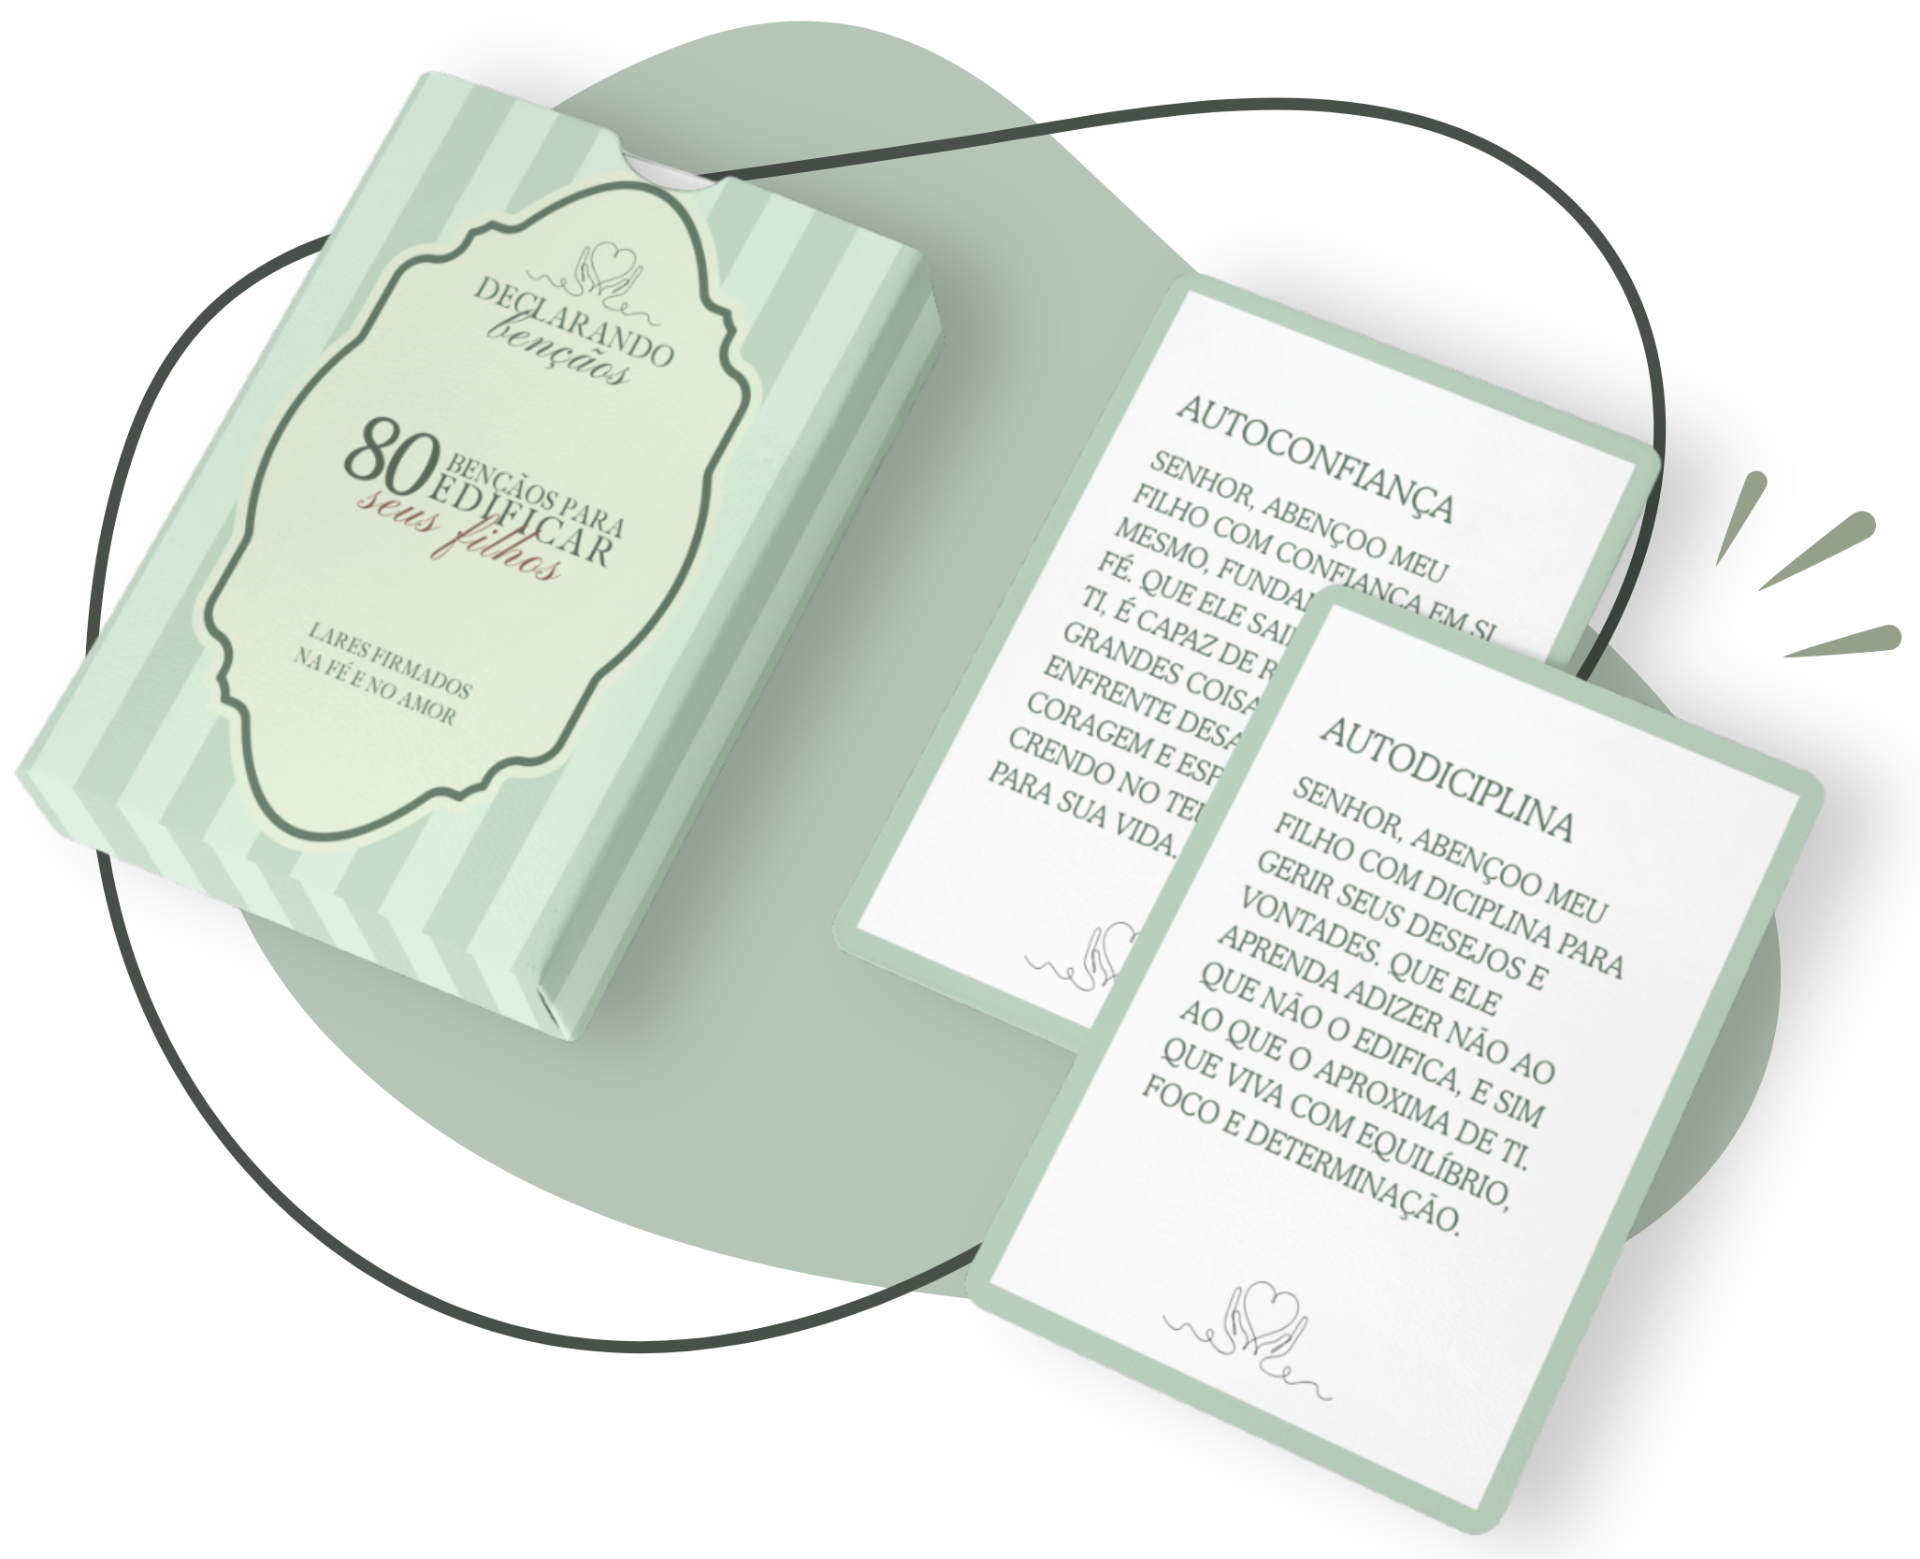 DECLARANDO
bençãos
80 BENÇÃOS PARA
EDIFICAR
seus filhos
LARES FIRMADOS
NA FÉ E NO AMOR
AUTOCONFIANÇA
SENHOR, ABENÇOO MEU
FILHO COM CONFIANÇA EM SI
MESMO,
FÉ. QUE ELE
TI, É CAPAZ DE
GRANDES
ENFRENTE
CORAGEM E
CRENDO NO
PARA SUA VIDA.
AUTODICIPLINA
SENHOR, ABENÇOO MEU
FILHO COM DICIPLINA PARA
GERIR SEUS DESEJOS E
VONTADES. QUE ELE
APRENDA ADIZER NÃO AO
QUE NÃO O EDIFICA, E SIM
AO QUE O APROXIMA DE TI.
QUE VIVA COM EQUILÍBRIO,
FOCO E DETERMINAÇÃO.